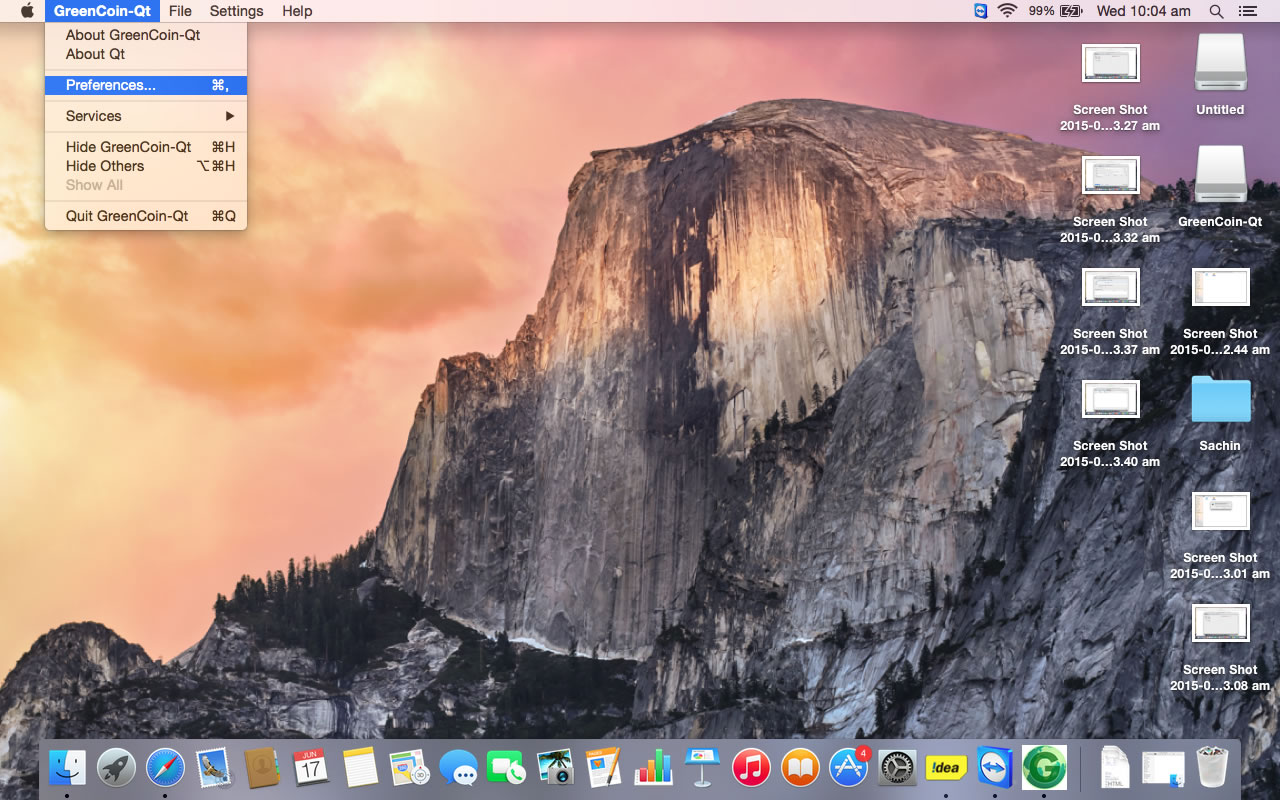 GreenCoin-Qt File Settings Help 99% Wed 10:04 am
About GreenCoin-Qt
About Qt
Preferences... ⌘,
Services ▶
Hide GreenCoin-Qt ⌘H
Hide Others ⌥⌘H
Show All
Quit GreenCoin-Qt ⌘Q
Screen Shot
2015-0...3.27 am
Untitled
Screen Shot
2015-0...3.32 am
GreenCoin-Qt
Screen Shot
2015-0...3.37 am
Screen Shot
2015-0...2.44 am
Screen Shot
2015-0...3.40 am
Sachin
Screen Shot
2015-0...3.01 am
Screen Shot
2015-0...3.08 am
JUN
17
3D
PAGES
4
!dea
G
HTML